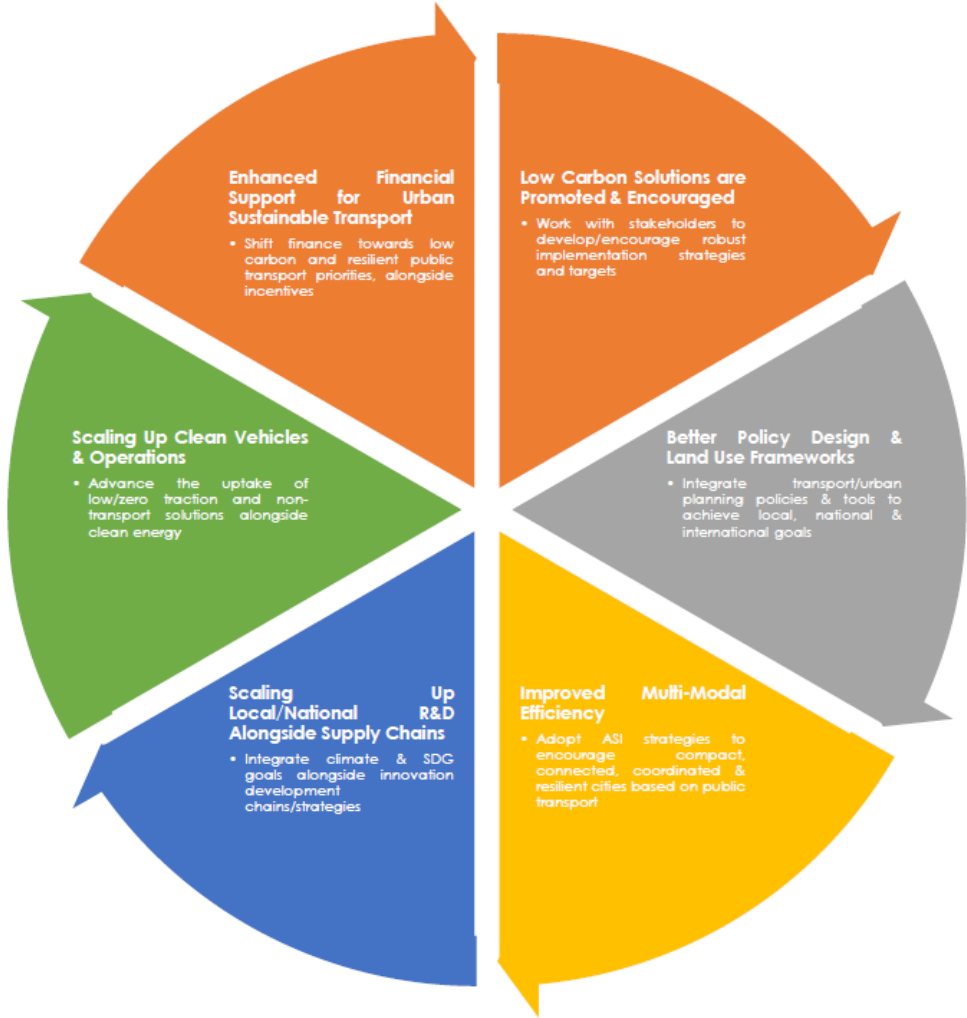 Enhanced Financial
Support for Urban
Sustainable Transport
• Shift finance towards low
carbon and resilient public
transport priorities, alongside
incentives
Low Carbon Solutions are
Promoted & Encouraged
• Work with stakeholders to
develop/encourage robust
implementation strategies
and targets
Scaling Up Clean Vehicles
& Operations
• Advance the uptake of
low/zero traction and non-
transport solutions alongside
clean energy
Better Policy Design &
Land Use Frameworks
• Integrate transport/urban
planning policies & tools to
achieve local, national &
international goals
Scaling Up
Local/National R&D
Alongside Supply Chains
• Integrate climate & SDG
goals alongside innovation
development
chains/strategies
Improved Multi-Modal
Efficiency
• Adopt ASI strategies to
encourage compact,
connected, coordinated &
resilient cities based on public
transport